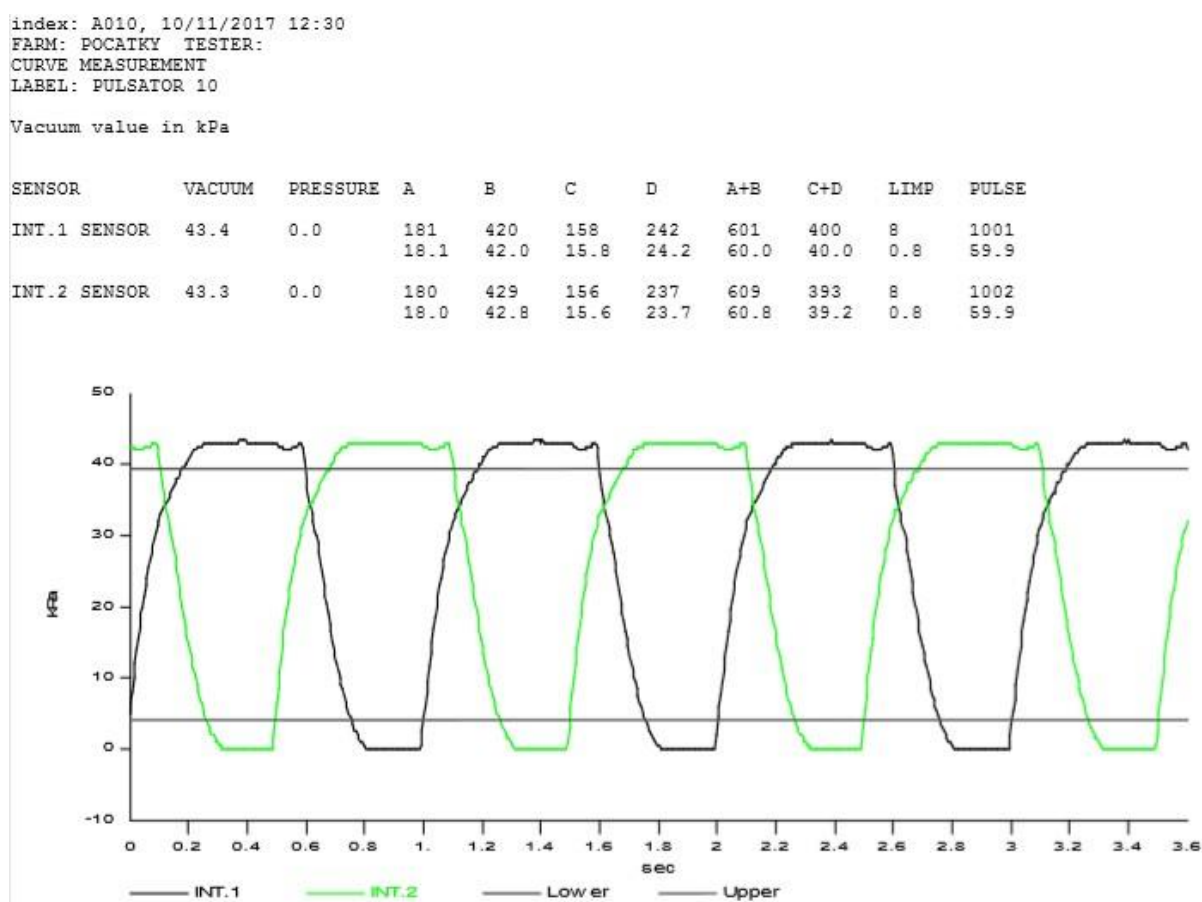 index: A010, 10/11/2017 12:30
FARM: POCATKY TESTER:
CURVE MEASUREMENT
LABEL: PULSATOR 10
Vacuum value in kPa
SENSOR VACUUM PRESSURE A B C D A+B C+D LIMP PULSE
INT.1 SENSOR 43.4 0.0 181 420 158 242 601 400 8 1001
18.1 42.0 15.8 24.2 60.0 40.0 0.8 59.9
INT.2 SENSOR 43.3 0.0 180 429 156 237 609 393 8 1002
18.0 42.8 15.6 23.7 60.8 39.2 0.8 59.9
50
40
30
kPa
20
10
0
-10
0 0.2 0.4 0.6 0.8 1. 1.2 1.4 1.6 1.8 2 2.2 2.4 2.6 2.8 3. 3.2 3.4 3.6
sec
INT.1 INT.2 Lower Upper